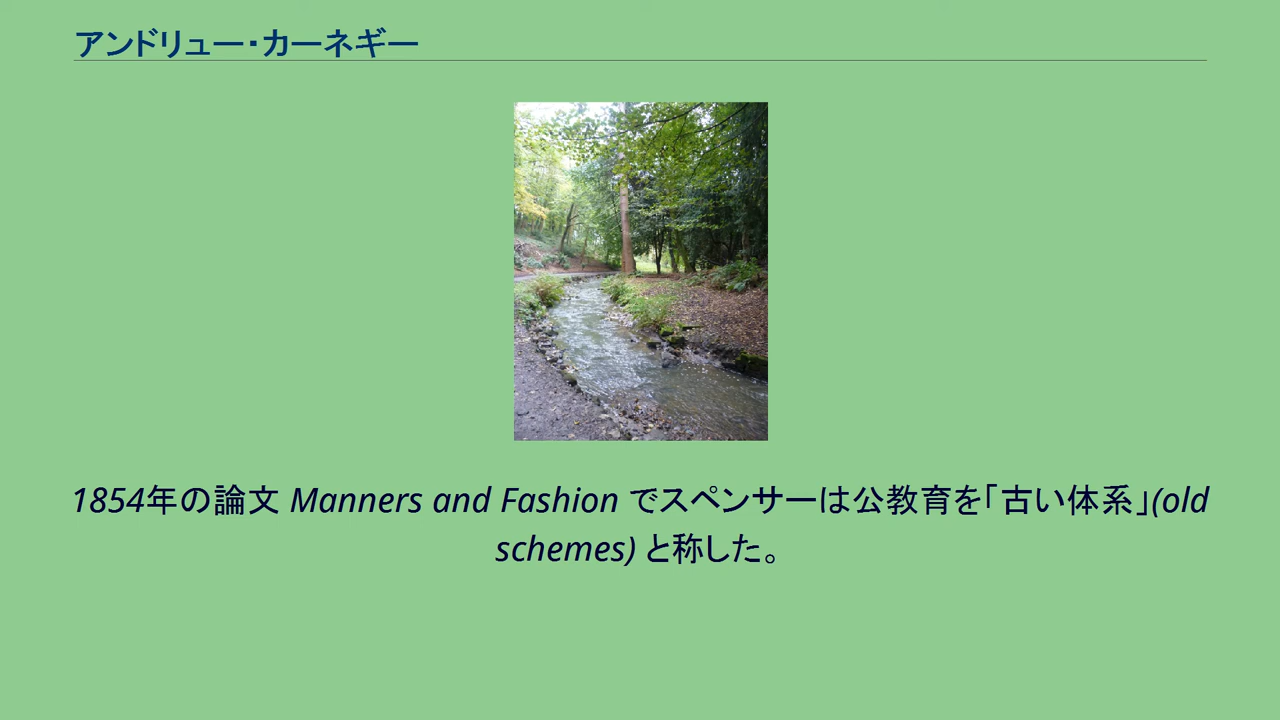 アンドリュー・カーネギー
1854年の論文 Manners and Fashion でスペンサーは公教育を「古い体系」(old
schemes) と称した。